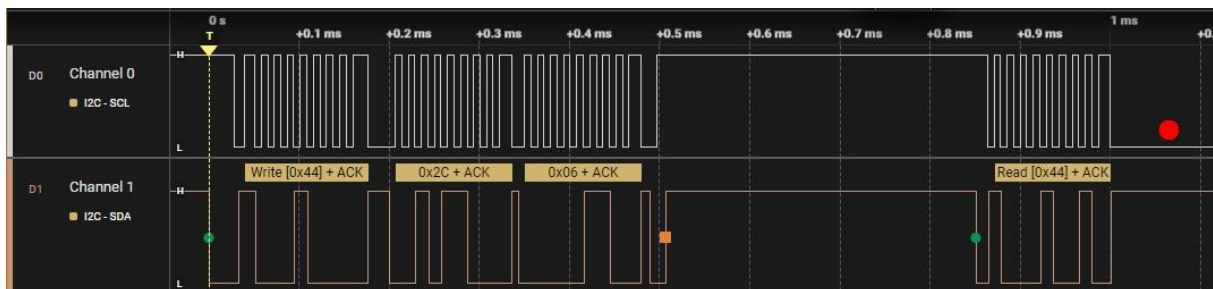 0 s
1 ms
T
+0.1 ms
+0.2 ms
+0.3 ms
+0.4 ms
+0.5 ms
+0.6 ms
+0.7 ms
+0.8 ms
+0.9 ms
+0.
H
D0
Channel 0
I2C - SCL
L
Write [0x44] + ACK
0x2C + ACK
0x06 + ACK
Read [0x44] + ACK
H
D1
Channel 1
I2C - SDA
L